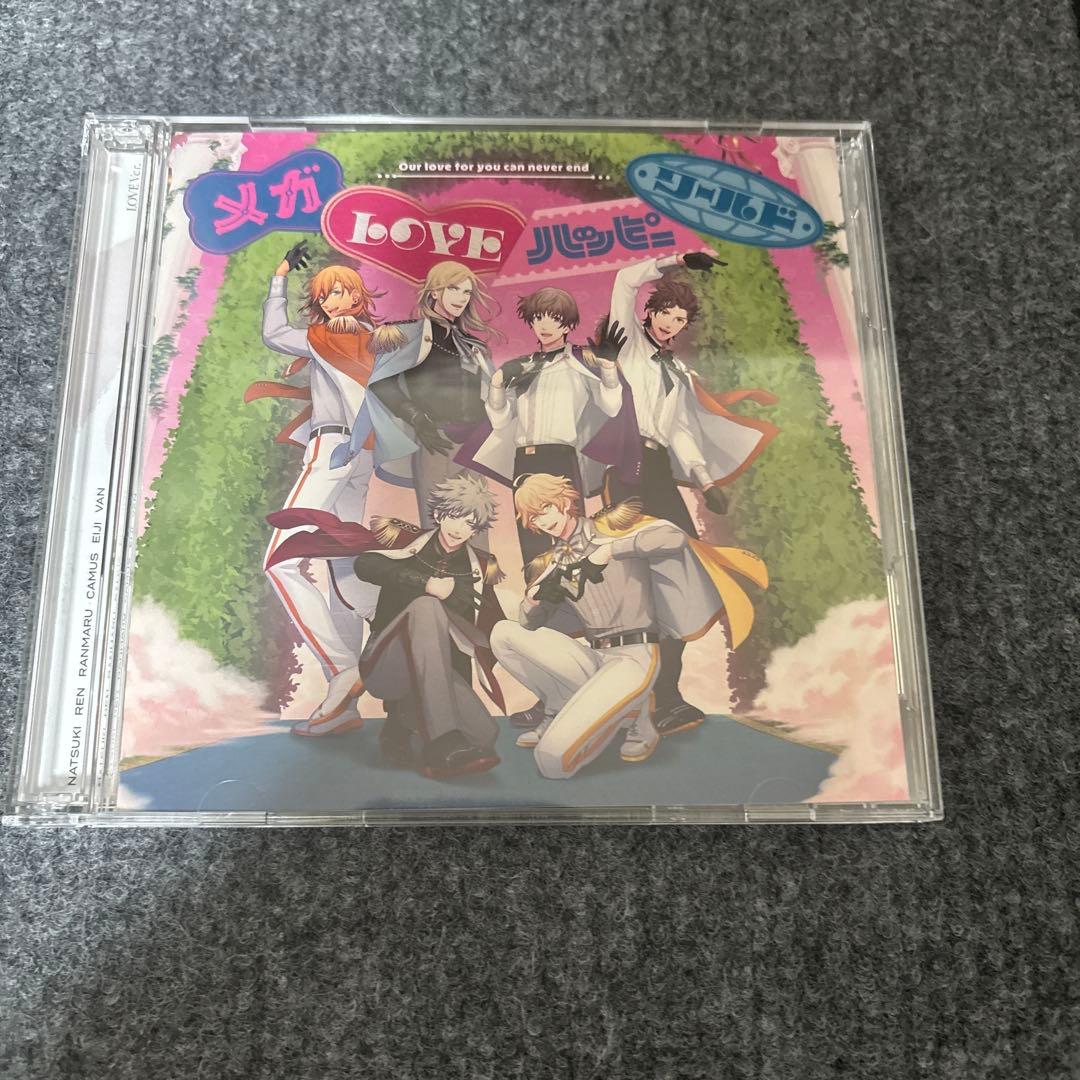 Our love for you can never end
メガ
LOVE
ハッピー
ワールド
LOVE Ver.
NATSUKI REN RANMARU CAMUS EIJI VAN